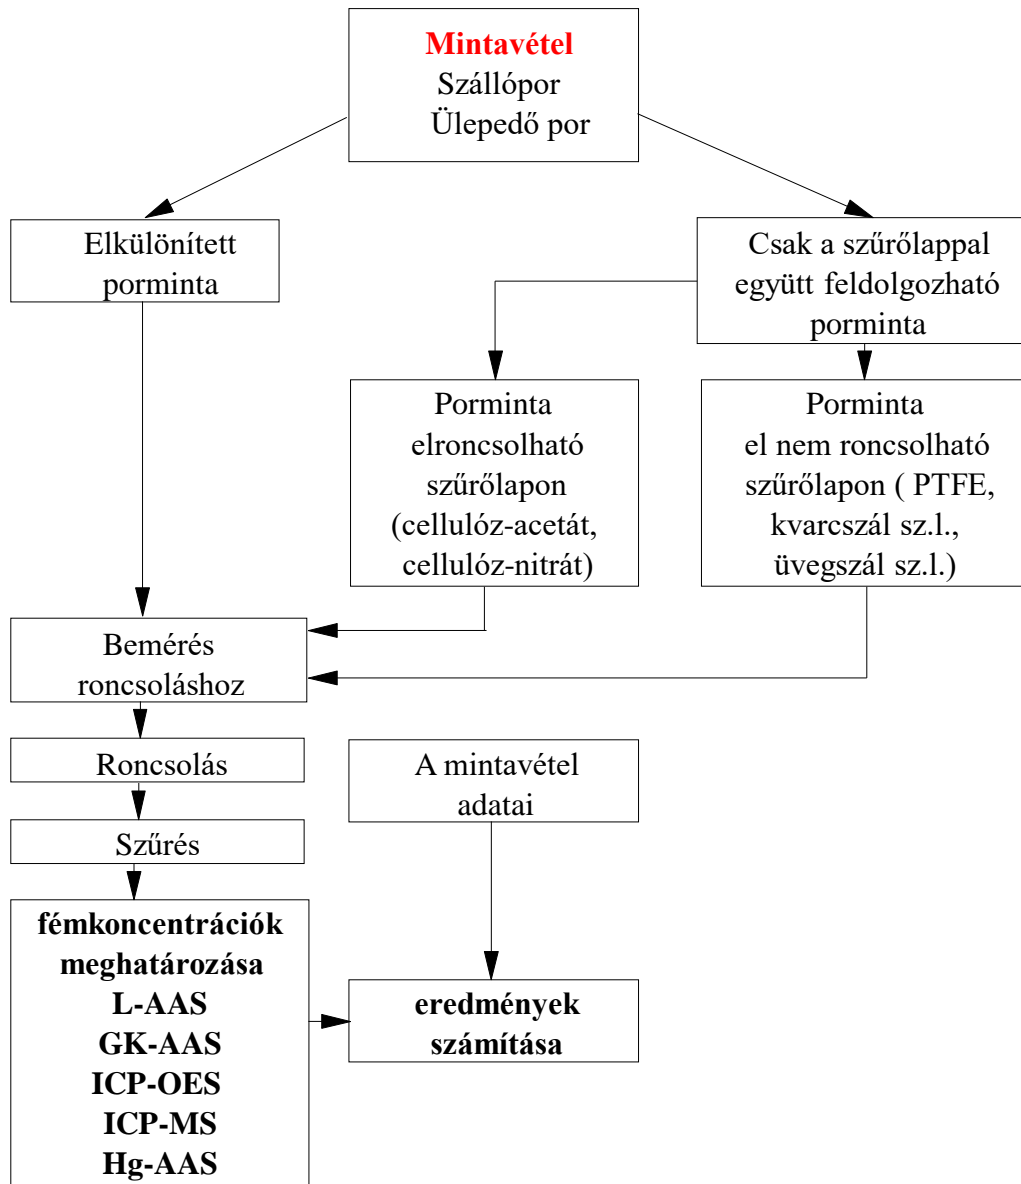 Mintavétel
Szállópor
Ülepedő por
Elkülönített
porminta
Csak a szűrőlappal
együtt feldolgozható
porminta
Porminta
elroncsolható
szűrőlapon
(cellulóz-acetát,
cellulóz-nitrát)
Porminta
el nem roncsolható
szűrőlapon ( PTFE,
kvarcszál sz.l.,
üvegszál sz.l.)
Bemérés
roncsoláshoz
Roncsolás
A mintavétel
adatai
Szűrés
fémkoncentrációk
meghatározása
L-AAS
GK-AAS
ICP-OES
ICP-MS
Hg-AAS
eredmények
számítása